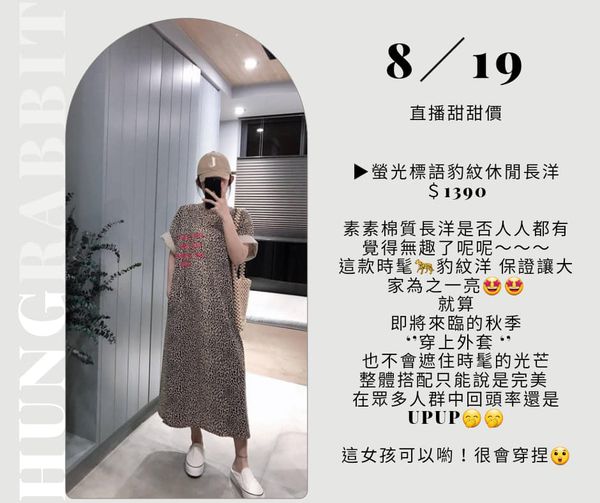 HUNGRABBIT
8／19
直播甜甜價
▶螢光標語豹紋休閒長洋
＄1390
素素棉質長洋是否人人都有
覺得無趣了呢呢～～～
這款時髦🐆豹紋洋 保證讓大
家為之一亮🤩🤩
就算
即將來臨的秋季
“穿上外套 ”
也不會遮住時髦的光芒
整體搭配只能說是完美
在眾多人群中回頭率還是
UPUP🤭🤭
這女孩可以喲！很會穿捏😲
J